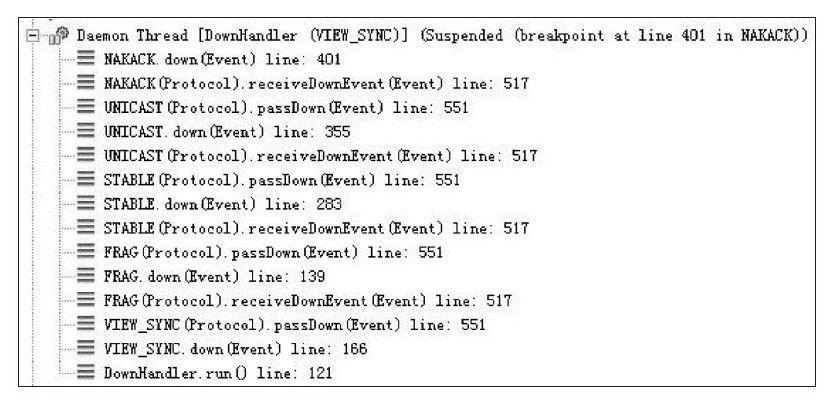 Daemon Thread [DownHandler (VIEW_SYNC)] (Suspended (breakpoint at line 401 in NAKACK))
NAKACK.down(Event) line: 401
NAKACK(Protocol).receiveDownEvent(Event) line: 517
UNICAST(Protocol).passDown(Event) line: 551
UNICAST.down(Event) line: 355
UNICAST(Protocol).receiveDownEvent(Event) line: 517
STABLE(Protocol).passDown(Event) line: 551
STABLE.down(Event) line: 283
STABLE(Protocol).receiveDownEvent(Event) line: 517
FRAG(Protocol).passDown(Event) line: 551
FRAG.down(Event) line: 139
FRAG(Protocol).receiveDownEvent(Event) line: 517
VIEW_SYNC(Protocol).passDown(Event) line: 551
VIEW_SYNC.down(Event) line: 166
DownHandler.run() line: 121